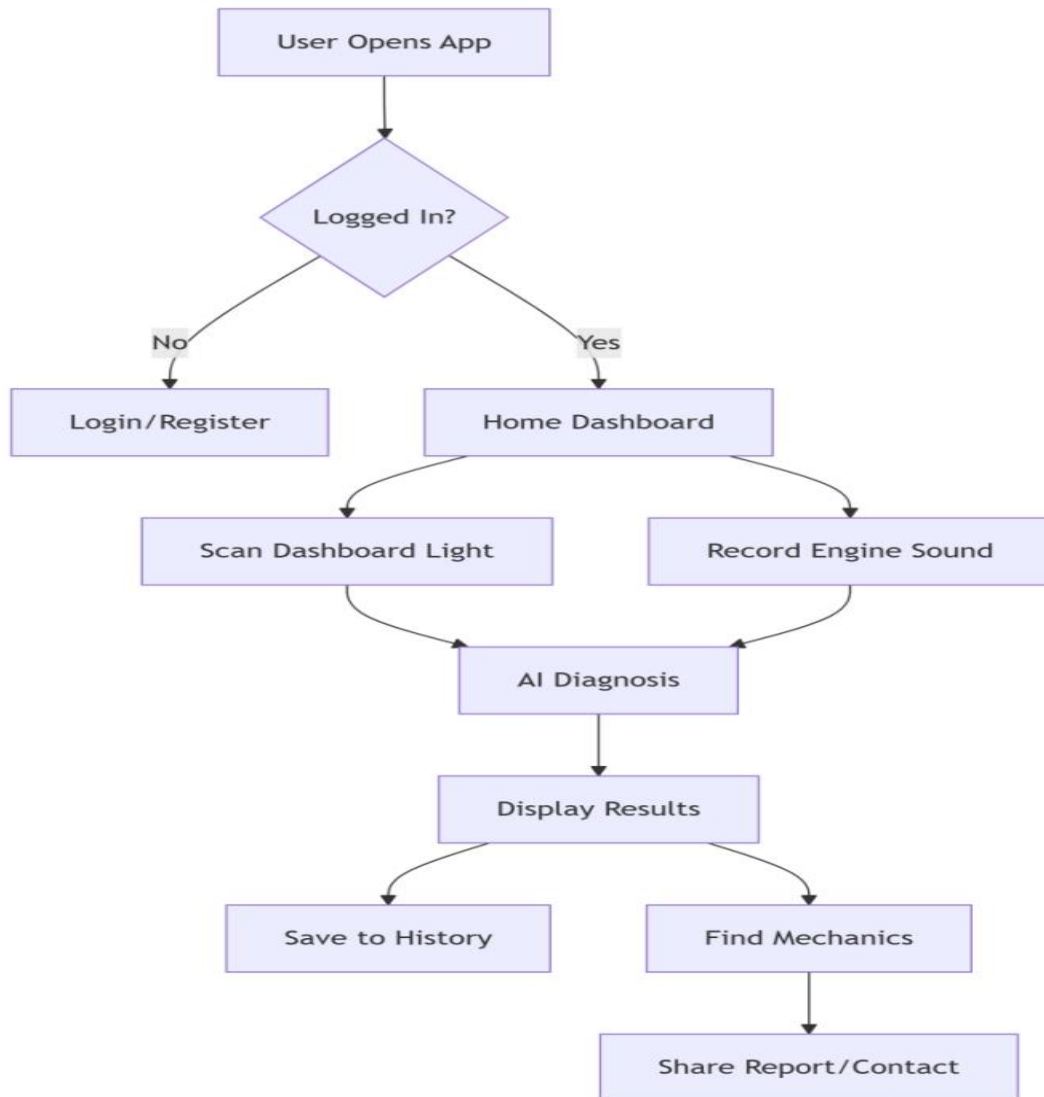 User Opens App
Logged In?
No
Yes
Login/Register
Home Dashboard
Scan Dashboard Light
Record Engine Sound
AI Diagnosis
Display Results
Save to History
Find Mechanics
Share Report/Contact